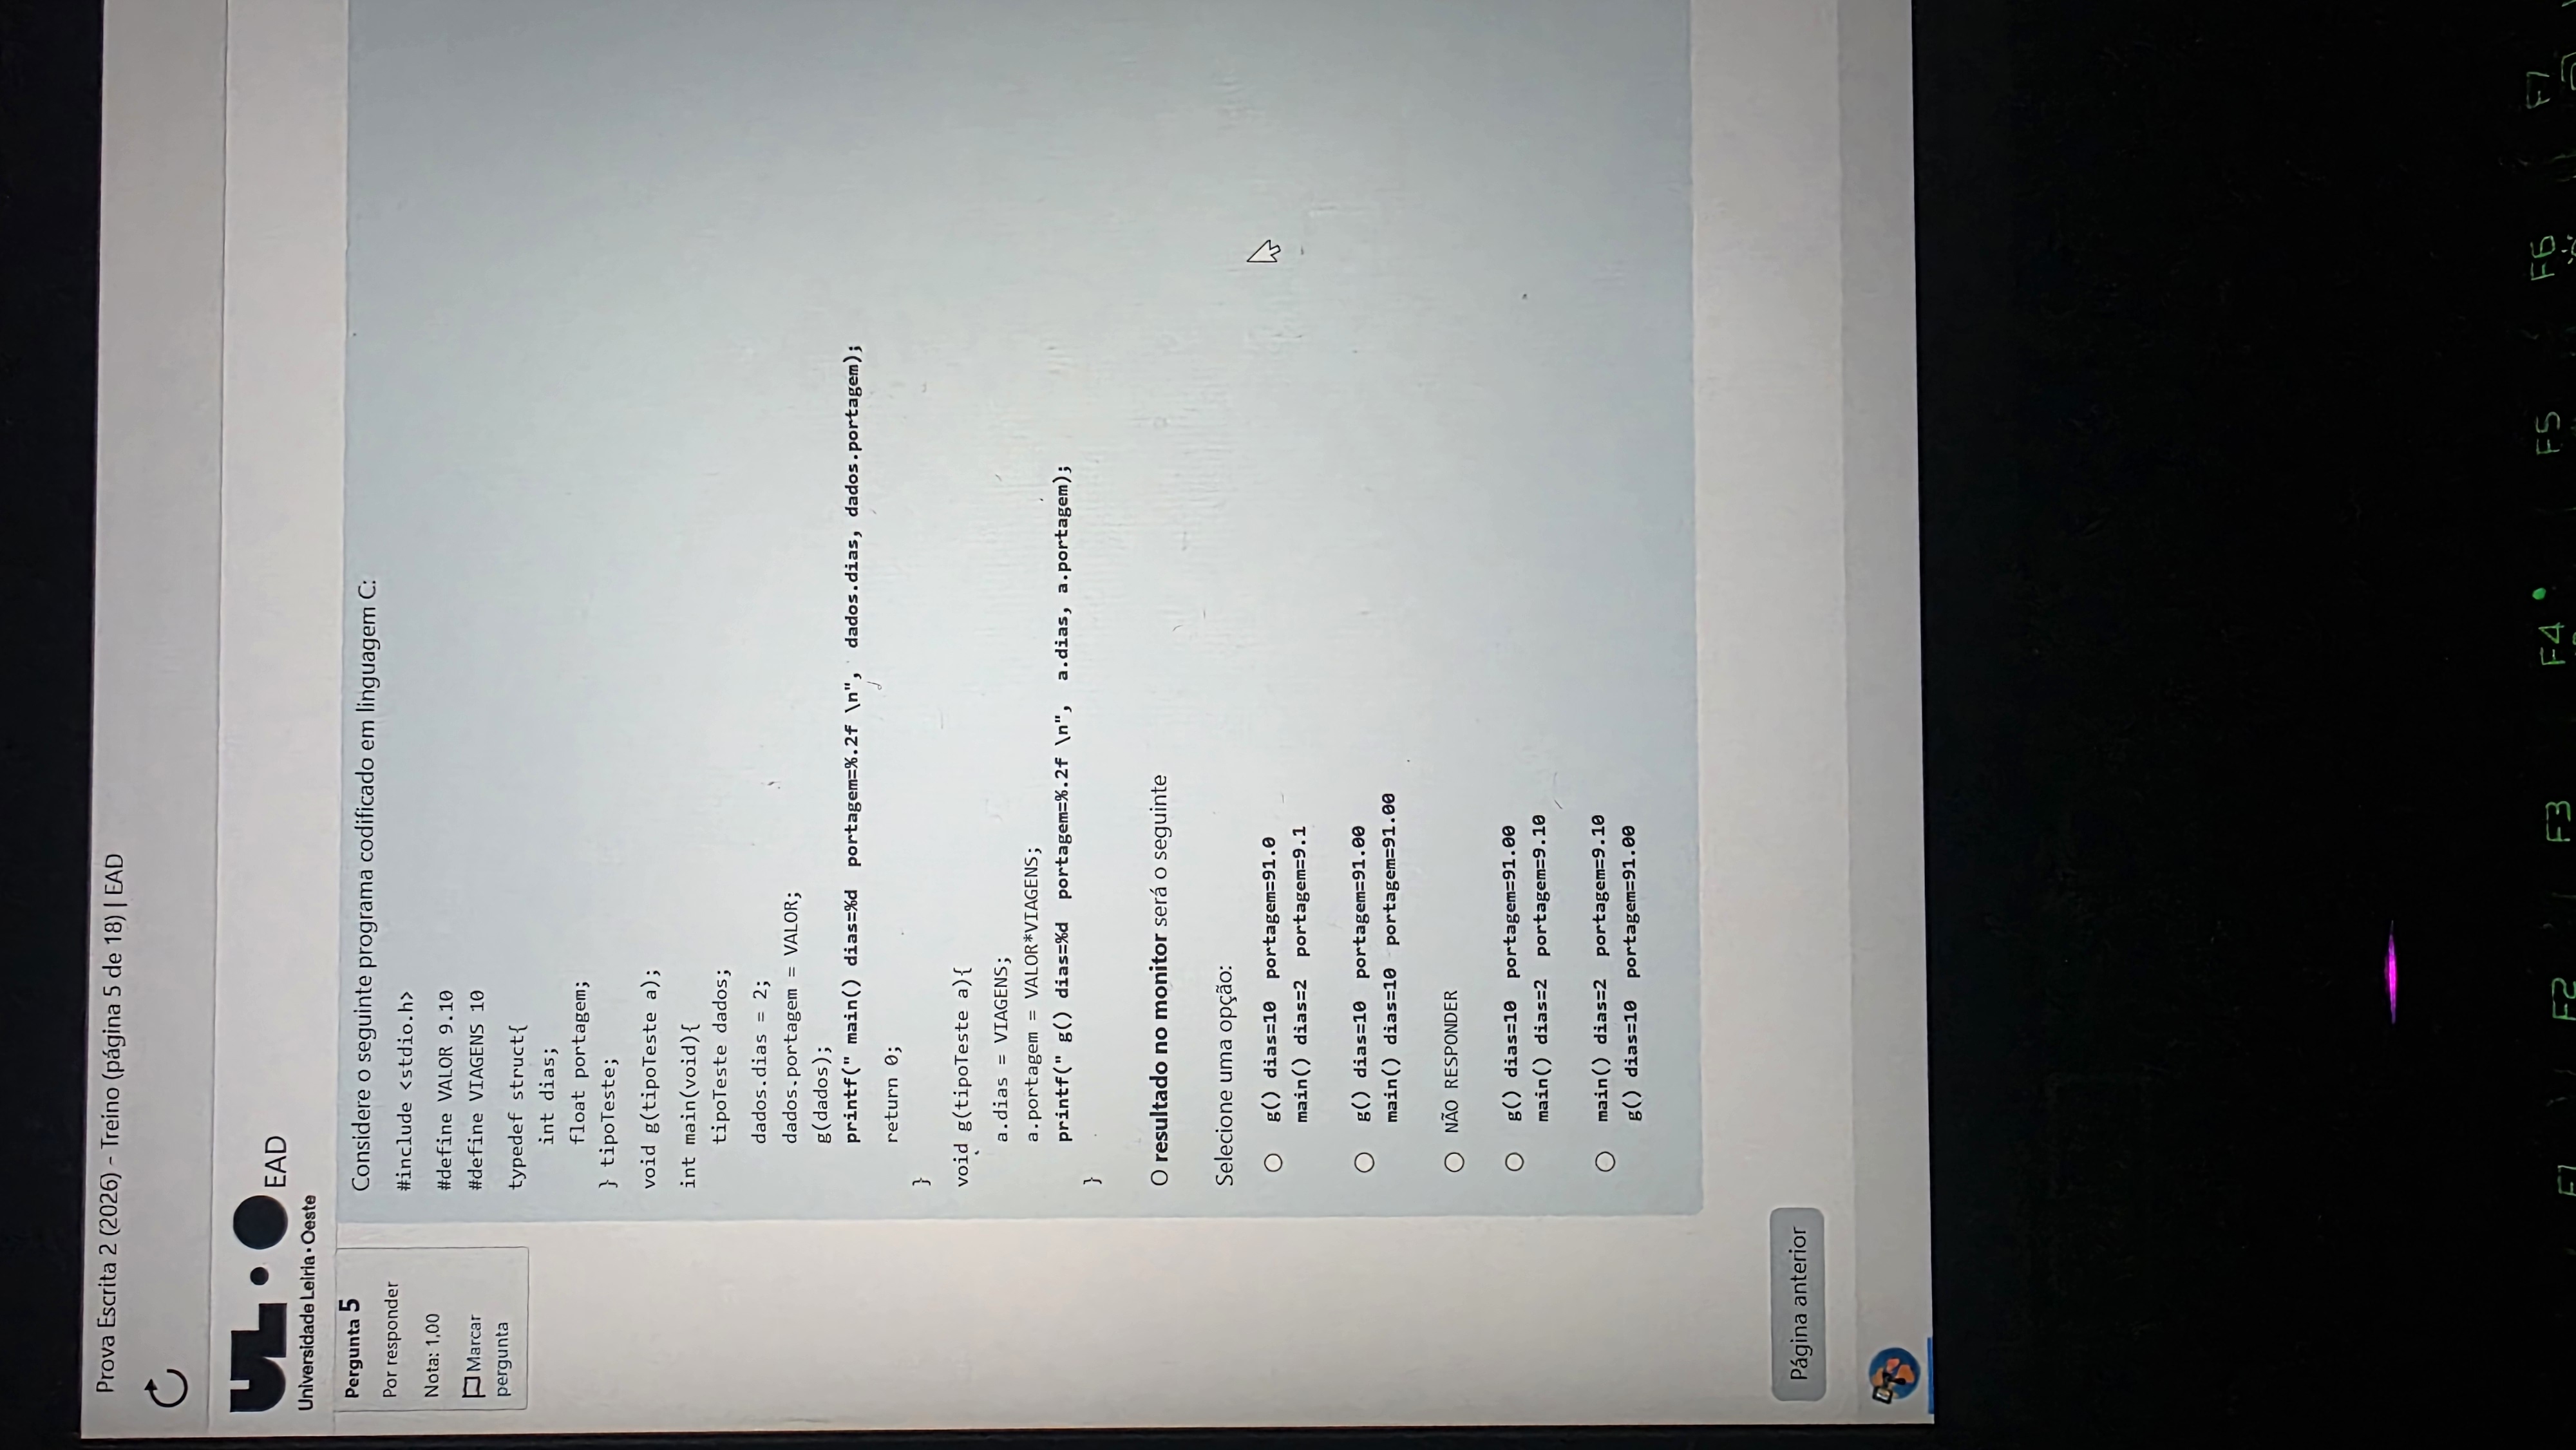 Prova Escrita 2 (2026) - Treino (página 5 de 18) | EAD
UL EAD
Universidade Leiria • Oeste
Pergunta 5
Por responder
Nota: 1,00
Marcar
pergunta
Considere o seguinte programa codificado em linguagem C:
#include <stdio.h>
#define VALOR 9.10
#define VIAGENS 10
typedef struct{
    int dias;
    float portagem;
} tipoTeste;
void g(tipoTeste a);
int main(void){
    tipoTeste dados;
    dados.dias = 2;
    dados.portagem = VALOR;
    g(dados);
    printf(" main() dias=%d  portagem=%.2f \n",  dados.dias, dados.portagem);
    return 0;
}
void g(tipoTeste a){
    a.dias = VIAGENS;
    a.portagem = VALOR*VIAGENS;
    printf(" g() dias=%d  portagem=%.2f \n",  a.dias, a.portagem);
}
O resultado no monitor será o seguinte
Selecione uma opção:
g() dias=10  portagem=91.0
main() dias=2  portagem=9.1
g() dias=10  portagem=91.00
main() dias=10  portagem=91.00
NÃO RESPONDER
g() dias=10  portagem=91.00
main() dias=2  portagem=9.10
main() dias=2  portagem=9.10
g() dias=10  portagem=91.00
Página anterior
F1 F2 F3 F4 F5 F6 F7